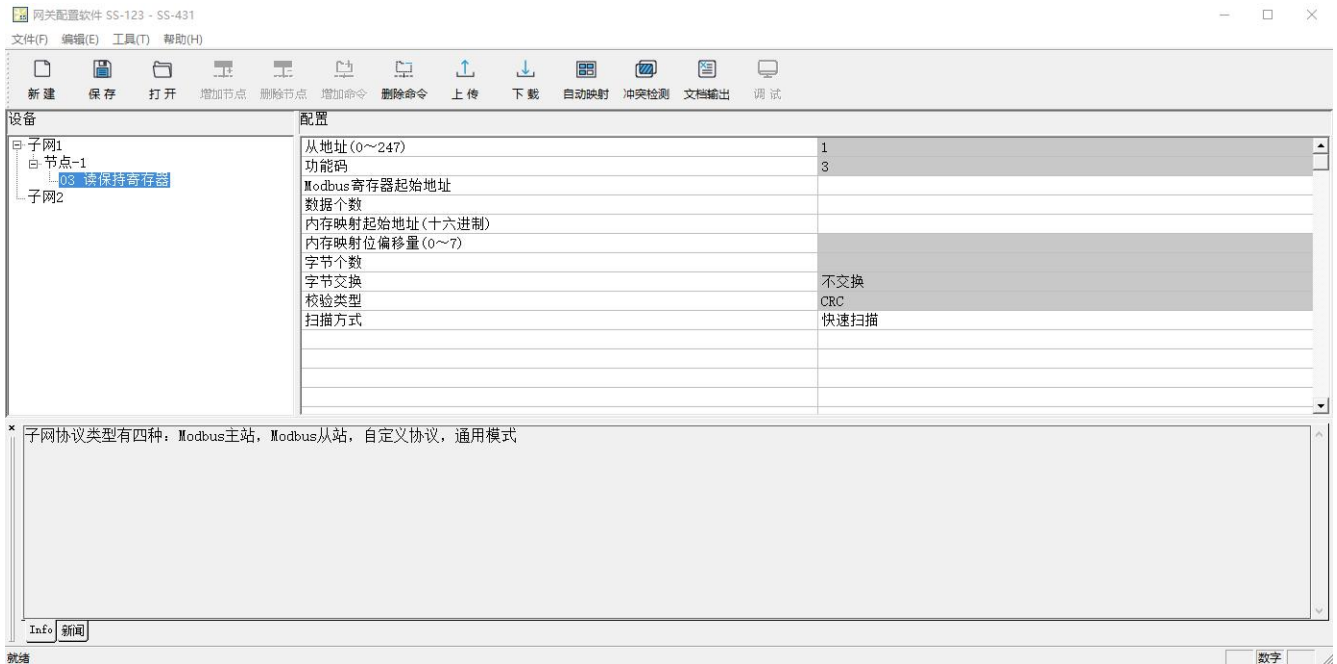 网关配置软件 SS-123 - SS-431
文件(F) 编辑(E) 工具(T) 帮助(H)
新建 保存 打开 增加节点 删除节点 增加命令 删除命令 上传 下载 自动映射 冲突检测 文档输出 调试
设备 配置
子网1
节点-1
03 读保持寄存器
子网2
从地址(0～247) 1
功能码 3
Modbus寄存器起始地址
数据个数
内存映射起始地址(十六进制)
内存映射位偏移量(0～7)
字节个数
字节交换 不交换
校验类型 CRC
扫描方式 快速扫描
子网协议类型有四种：Modbus主站，Modbus从站，自定义协议，通用模式
Info 新闻
就绪 数字